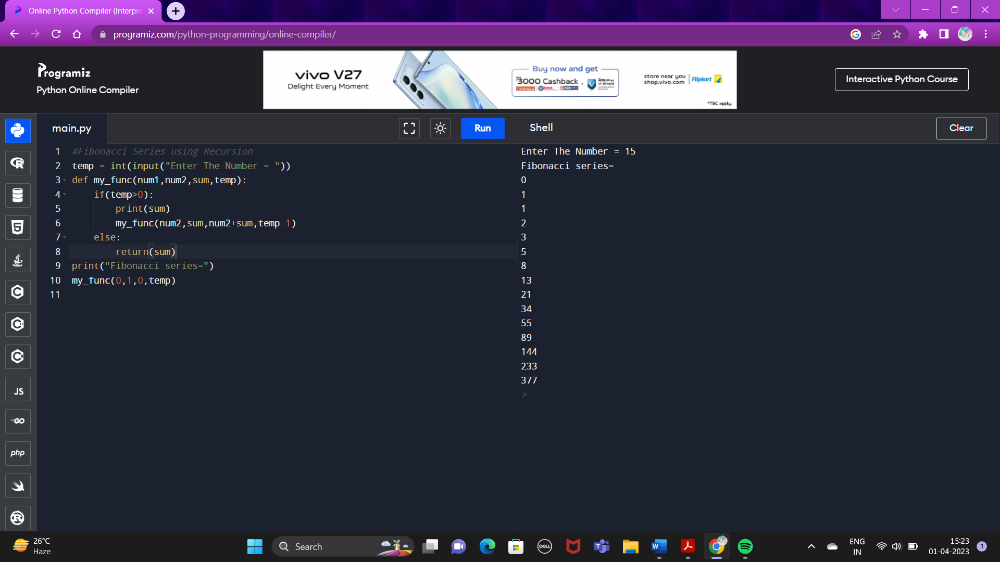 Online Python Compiler (Interpre
programiz.com/python-programming/online-compiler/
Programiz
Python Online Compiler
vivo V27
Delight Every Moment
Buy now and get
₹3000 Cashback +
V-Shield
store near you
shop.vivo.com
Flipkart
*T&C apply.
Interactive Python Course
main.py
Run
Shell
Clear
1 #Fibonacci Series using Recursion
2 temp = int(input("Enter The Number = "))
3 def my_func(num1,num2,sum,temp):
4 if(temp>0):
5 print(sum)
6 my_func(num2,sum,num2+sum,temp-1)
7 else:
8 return(sum)
9 print("Fibonacci series=")
10 my_func(0,1,0,temp)
11
Enter The Number = 15
Fibonacci series=
0
1
1
2
3
5
8
13
21
34
55
89
144
233
377
>
R
5
C
C
C
JS
GO
php
R
26°C
Haze
Search
DELL
T
W
ENG
IN
15:23
01-04-2023
1